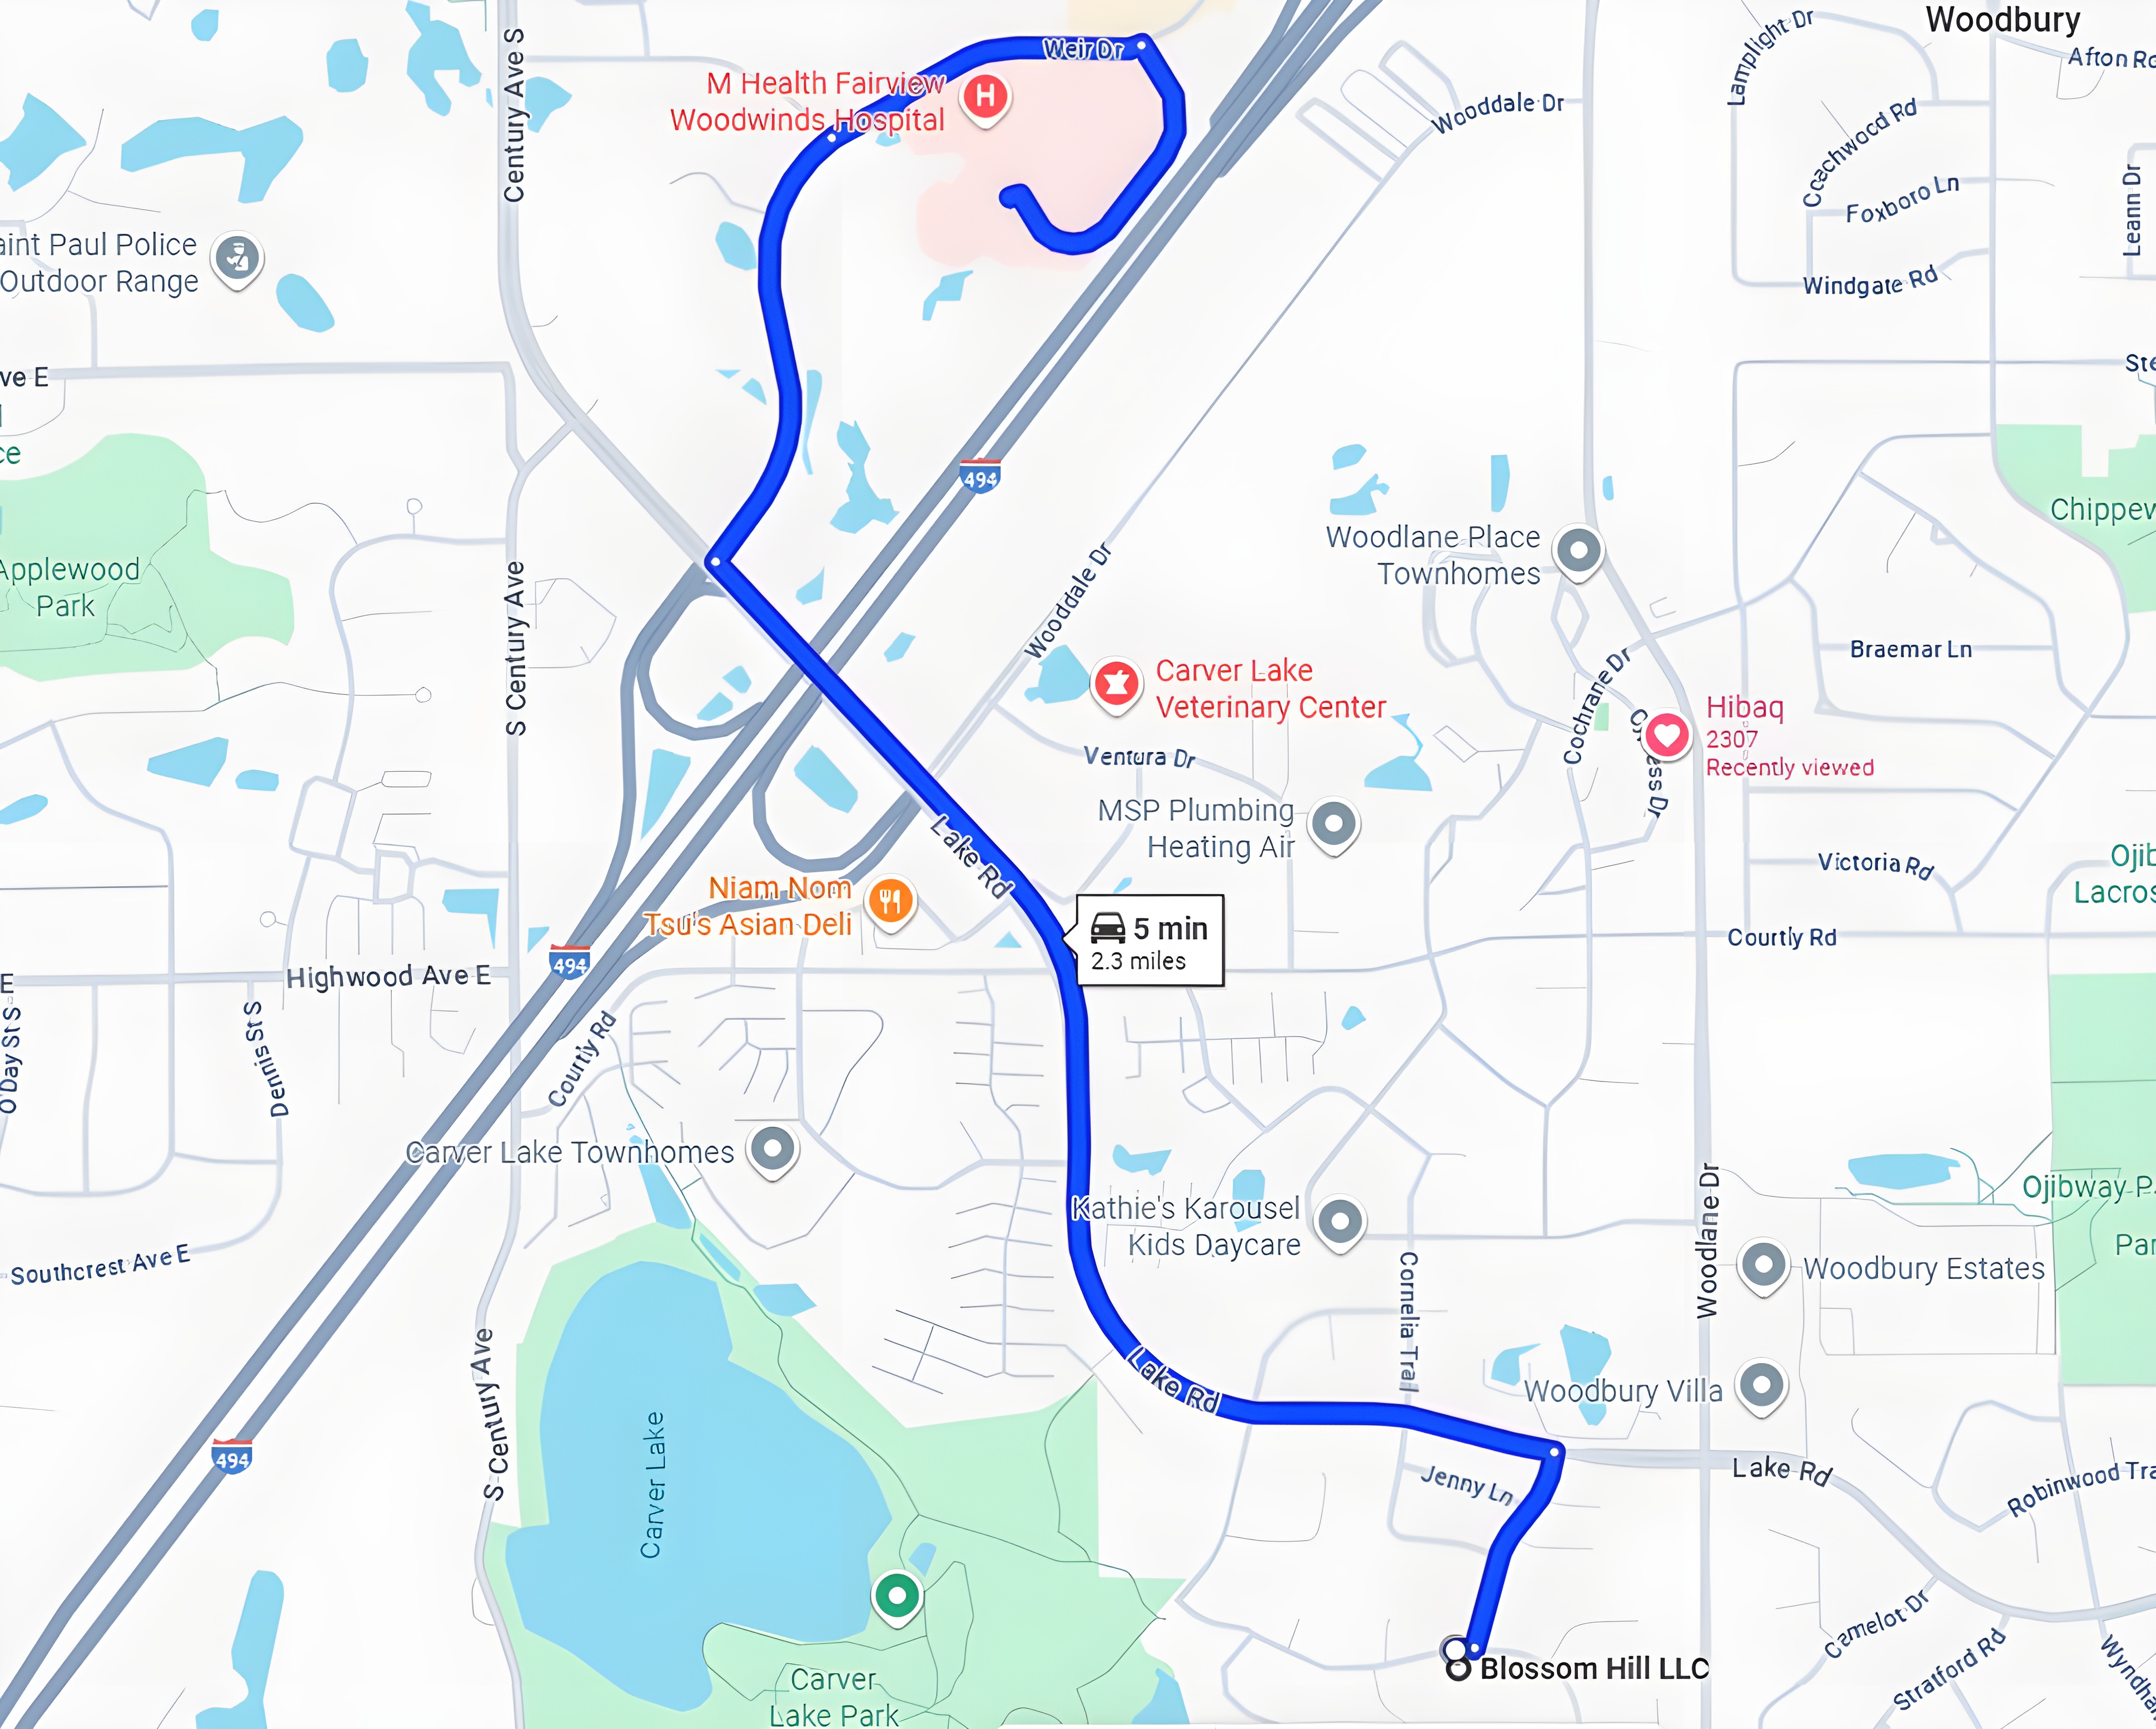 Woodbury
Lamplight Dr
Afton Rd
Century Ave S
Weir Dr
M Health Fairview
Woodwinds Hospital
H
Wooddale Dr
Coachwood Rd
Foxboro Ln
Leann Dr
Windgate Rd
aint Paul Police
Outdoor Range
ve E
Ste
ce
494
Chippew
Woodlane Place
Townhomes
Applewood
Park
S Century Ave
Wooddale Dr
Braemar Ln
Cochrane Dr
Carver Lake
Veterinary Center
Hibaq
2307
Recently viewed
ess Dr
Ventura Dr
MSP Plumbing
Heating Air
Lake Rd
Victoria Rd
Ojib
Lacros
Niam Nom
Tsu's Asian Deli
5 min
2.3 miles
Courtly Rd
494
E
Highwood Ave E
O'Day St S
Dennis St S
Courtly Rd
Carver Lake Townhomes
Woodlane Dr
Ojibway P
Par
Kathie's Karousel
Kids Daycare
Cornelia Trail
Woodbury Estates
Southcrest Ave E
S Century Ave
Lake Rd
Woodbury Villa
Carver Lake
494
Jenny Ln
Lake Rd
Robinwood Tra
Camelot Dr
Stratford Rd
Wyndha
Blossom Hill LLC
Carver
Lake Park